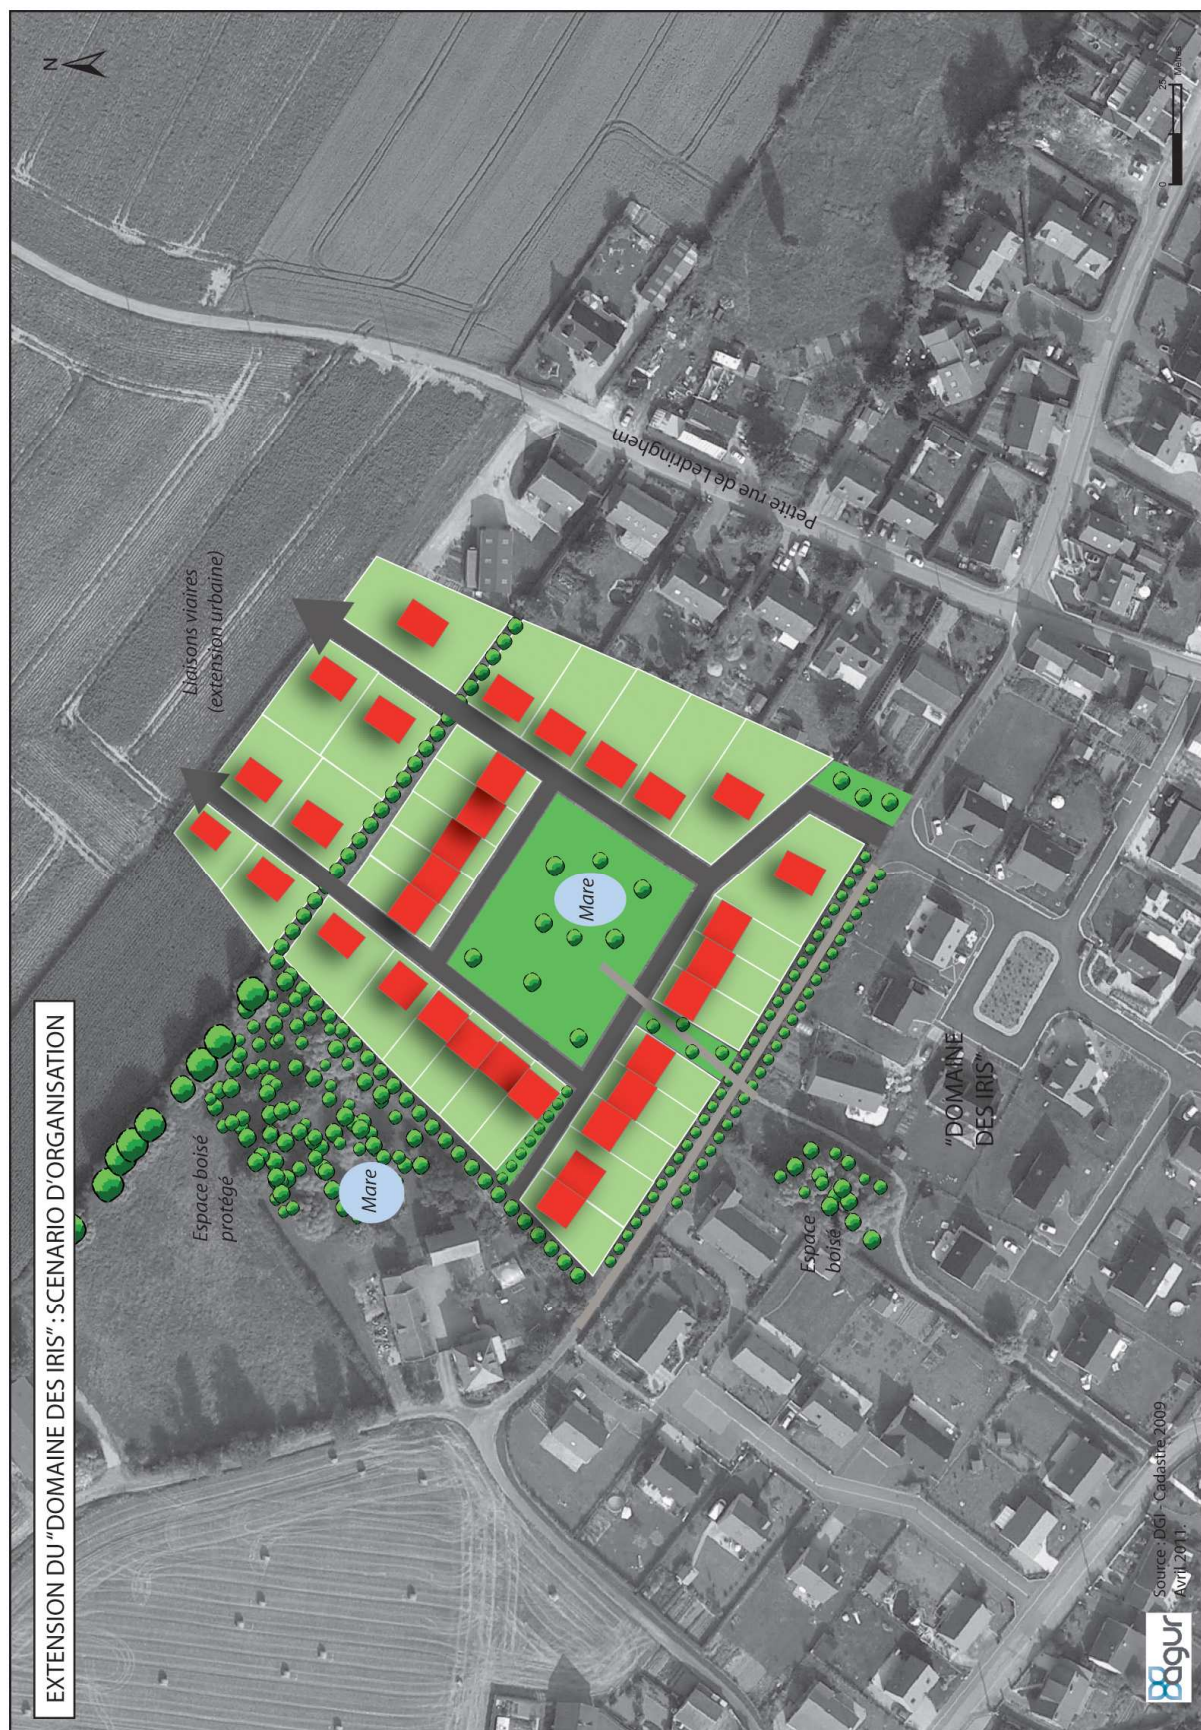 EXTENSION DU "DOMAINE DES IRIS" : SCENARIO D'ORGANISATION
N
Liaisons viaires
(extension urbaine)
Espace boisé
protégé
Mare
Mare
Petite rue de Ledringhem
Espace
boisé
"DOMAINE
DES IRIS"
0
25
Mètres
agur
Source : DGI - Cadastre 2009
Avril 2011.